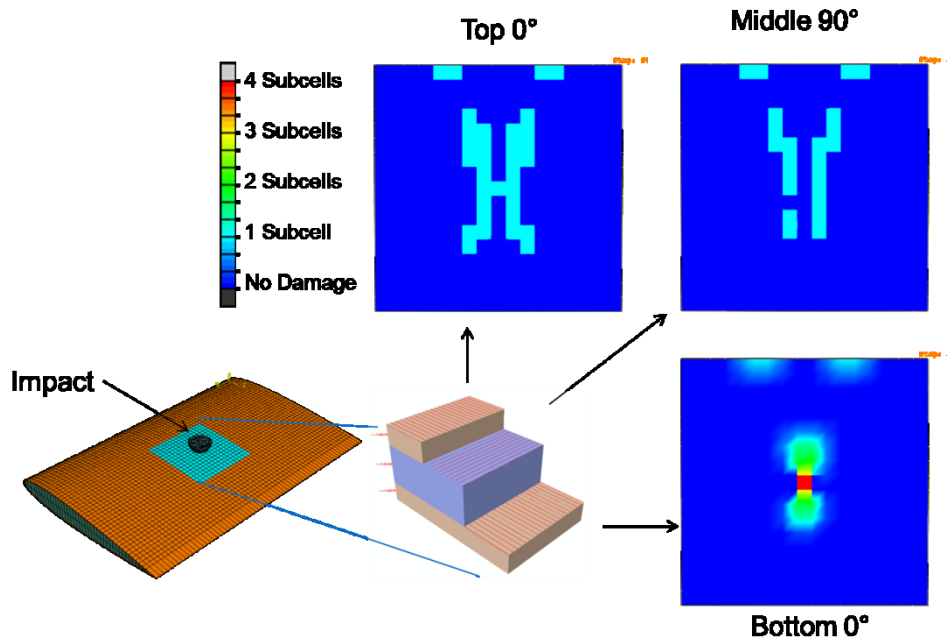 Top 0°
Middle 90°
4 Subcells
3 Subcells
2 Subcells
1 Subcell
No Damage
Impact
Bottom 0°